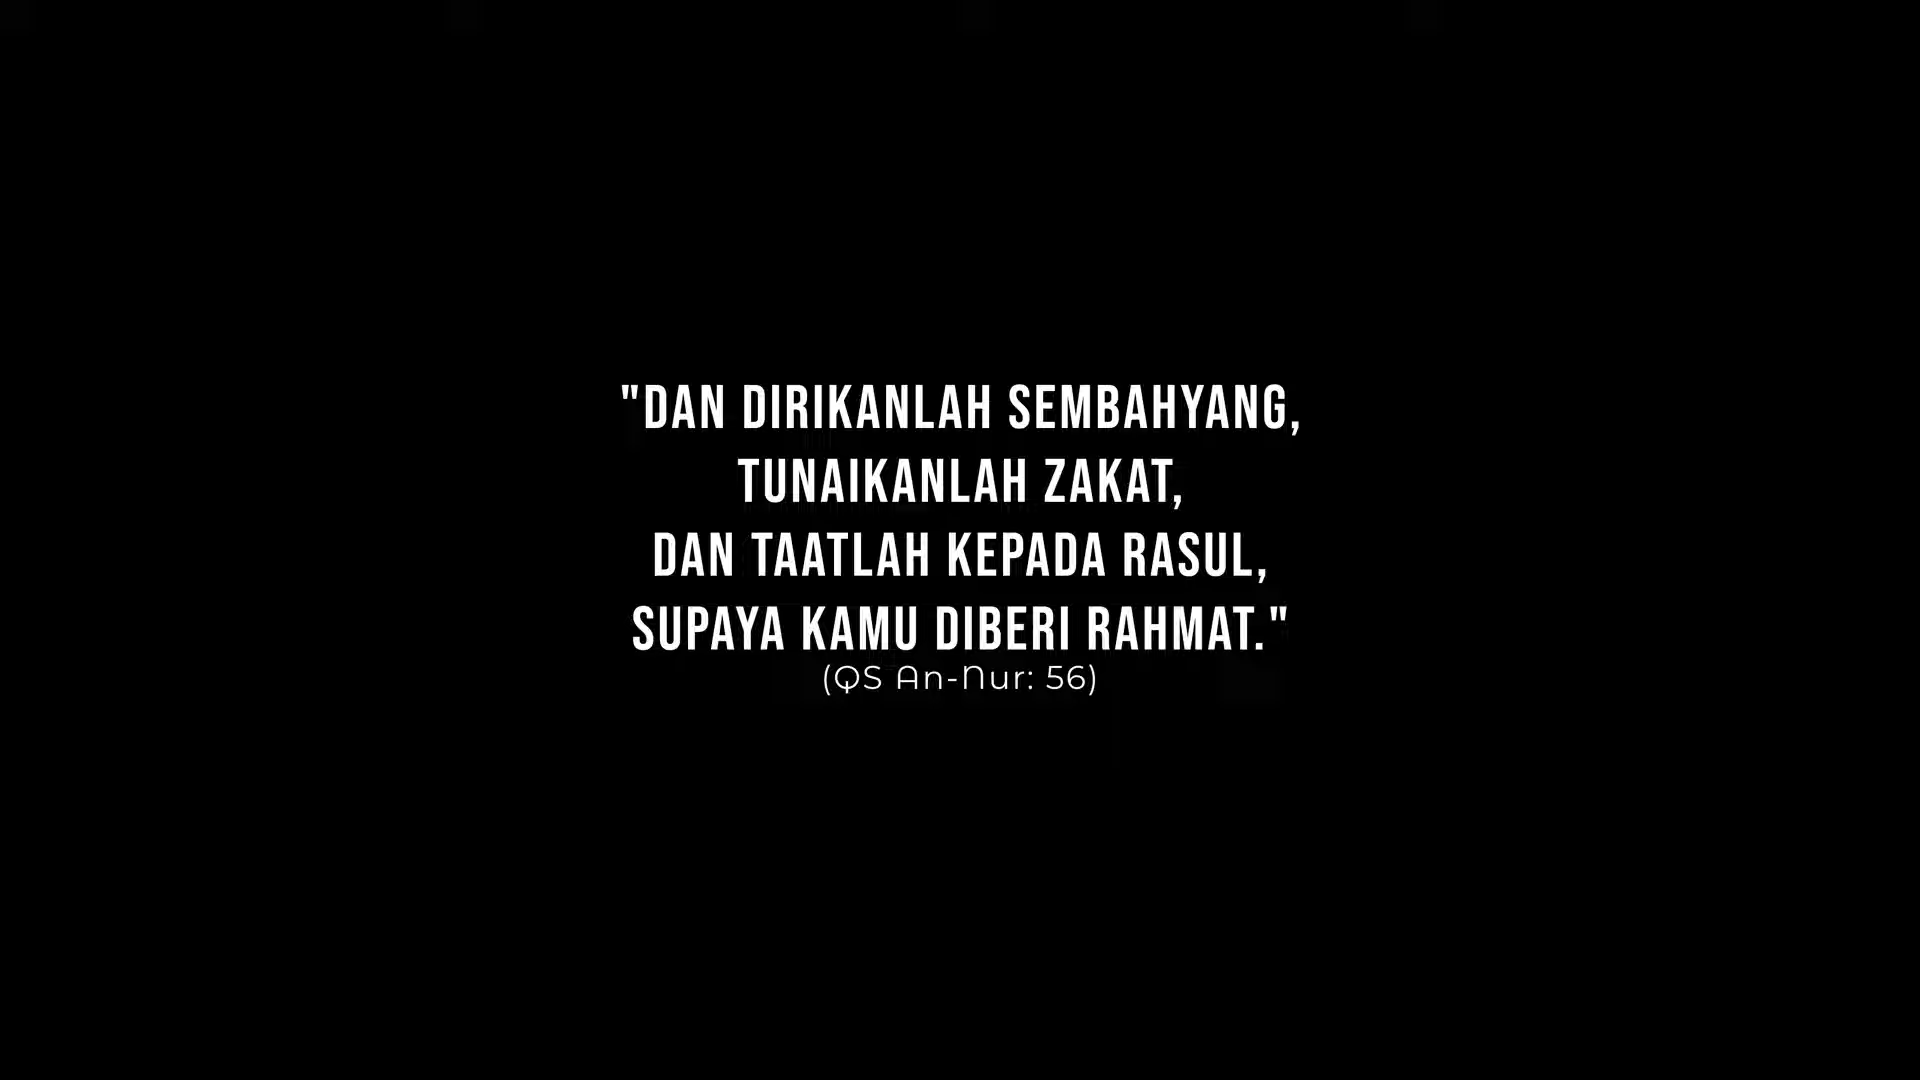 "DAN DIRIKANLAH SEMBAHYANG,
TUNAIKANLAH ZAKAT,
DAN TAATLAH KEPADA RASUL,
SUPAYA KAMU DIBERI RAHMAT."
(QS An-Nur: 56)